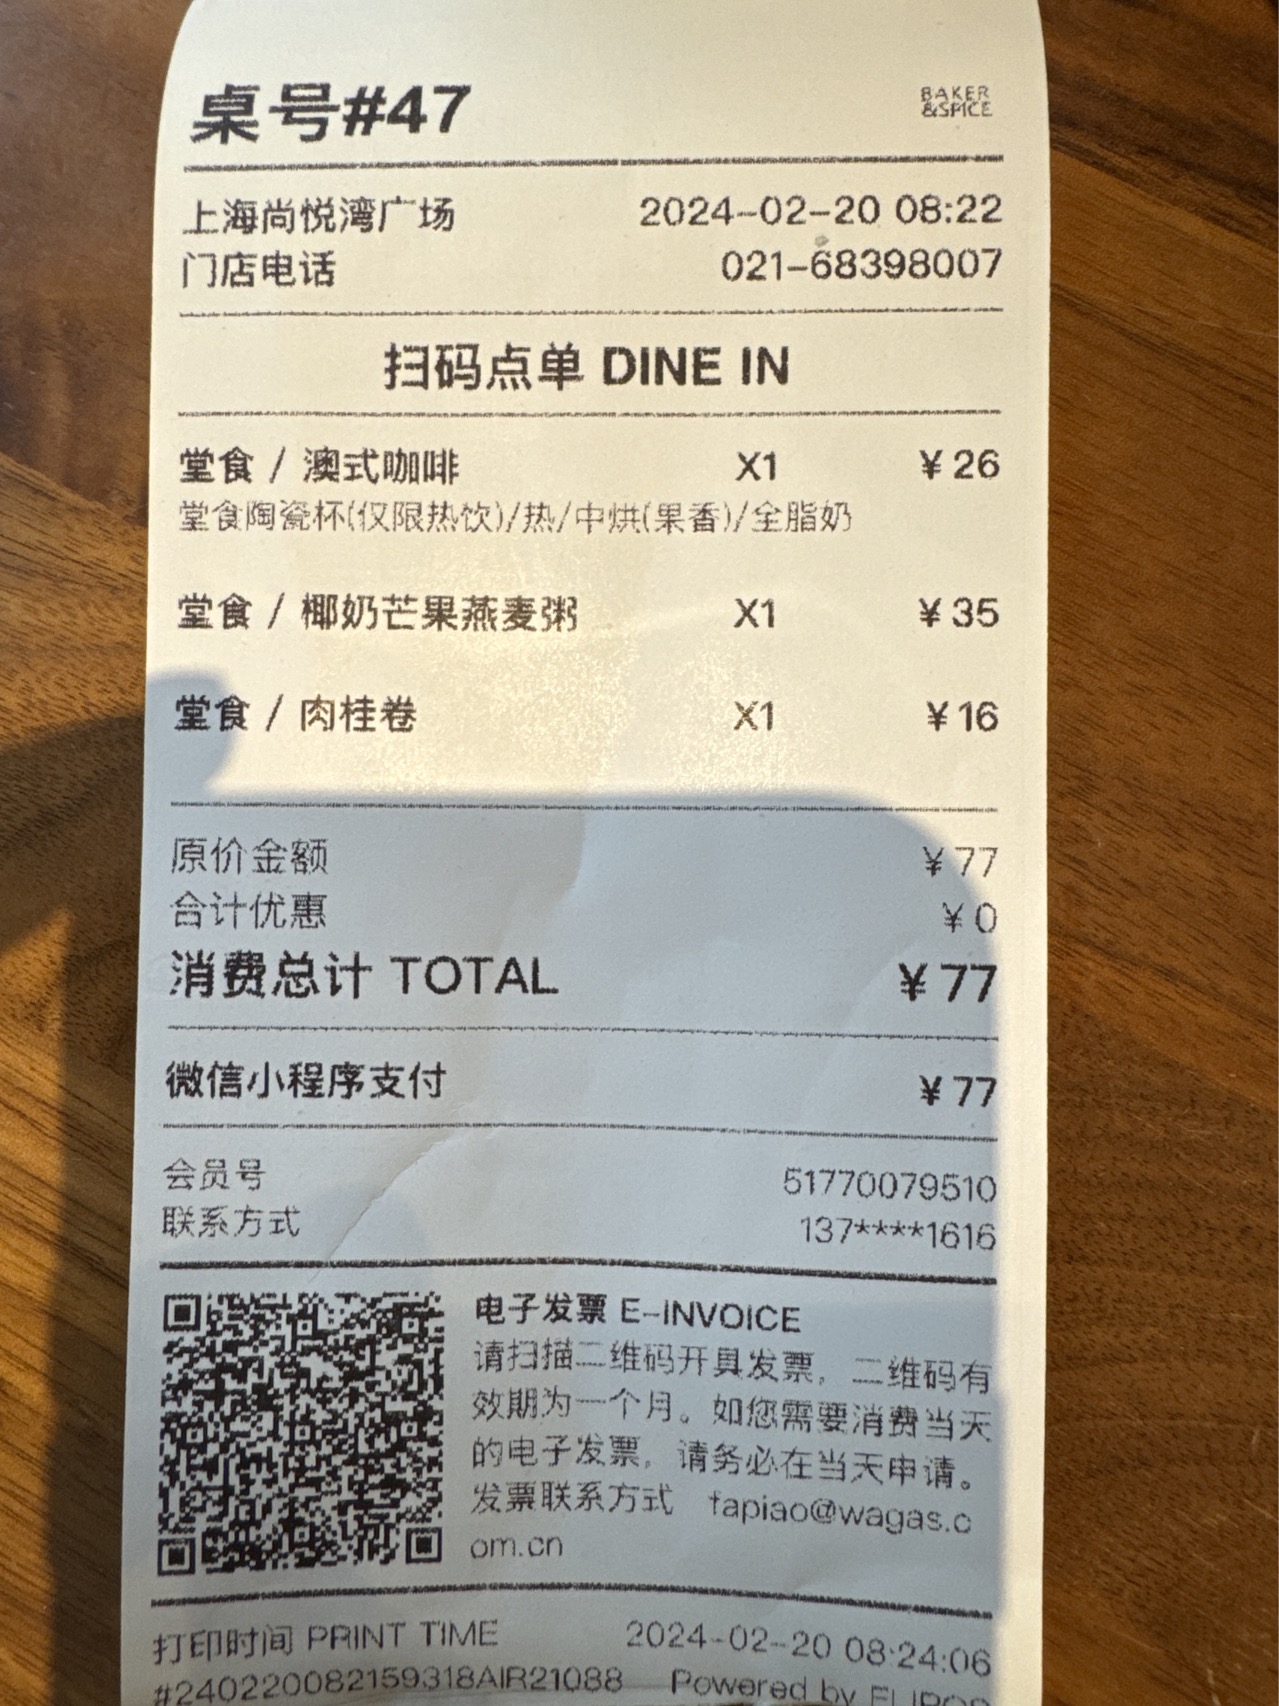 桌号#47
BAKER
&SPICE
上海尚悦湾广场 2024-02-20 08:22
门店电话 021-68398007
扫码点单 DINE IN
堂食 / 澳式咖啡 X1 ¥26
堂食陶瓷杯(仅限热饮)/热/中烘(果香)/全脂奶
堂食 / 椰奶芒果燕麦粥 X1 ¥35
堂食 / 肉桂卷 X1 ¥16
原价金额 ¥77
合计优惠 ¥0
消费总计 TOTAL ¥77
微信小程序支付 ¥77
会员号 51770079510
联系方式 137****1616
电子发票 E-INVOICE
请扫描二维码开具发票，二维码有
效期为一个月。如您需要消费当天
的电子发票，请务必在当天申请。
发票联系方式 fapiao@wagas.c
om.cn
打印时间 PRINT TIME 2024-02-20 08:24:06
#240220082159318AIR21088 Powered by